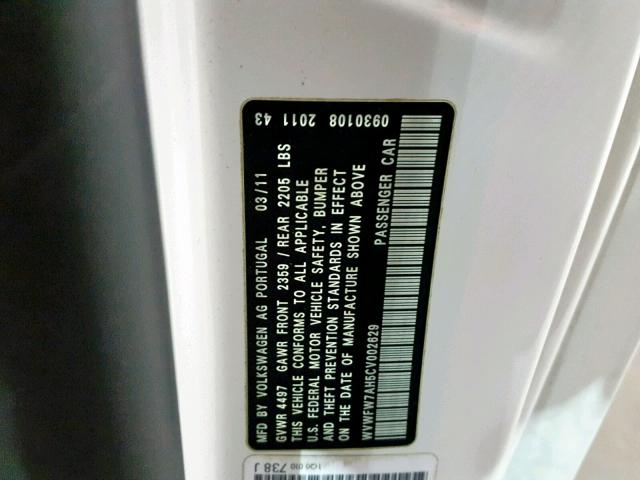 0930108 2011 43
MFD BY VOLKSWAGEN AG PORTUGAL 03/11
GVWR 4497 GAWR FRONT 2359 / REAR 2205 LBS
THIS VEHICLE CONFORMS TO ALL APPLICABLE
U.S. FEDERAL MOTOR VEHICLE SAFETY, BUMPER
AND THEFT PREVENTION STANDARDS IN EFFECT
ON THE DATE OF MANUFACTURE SHOWN ABOVE
WVWFW7AH5CV002629 PASSENGER CAR
738 J